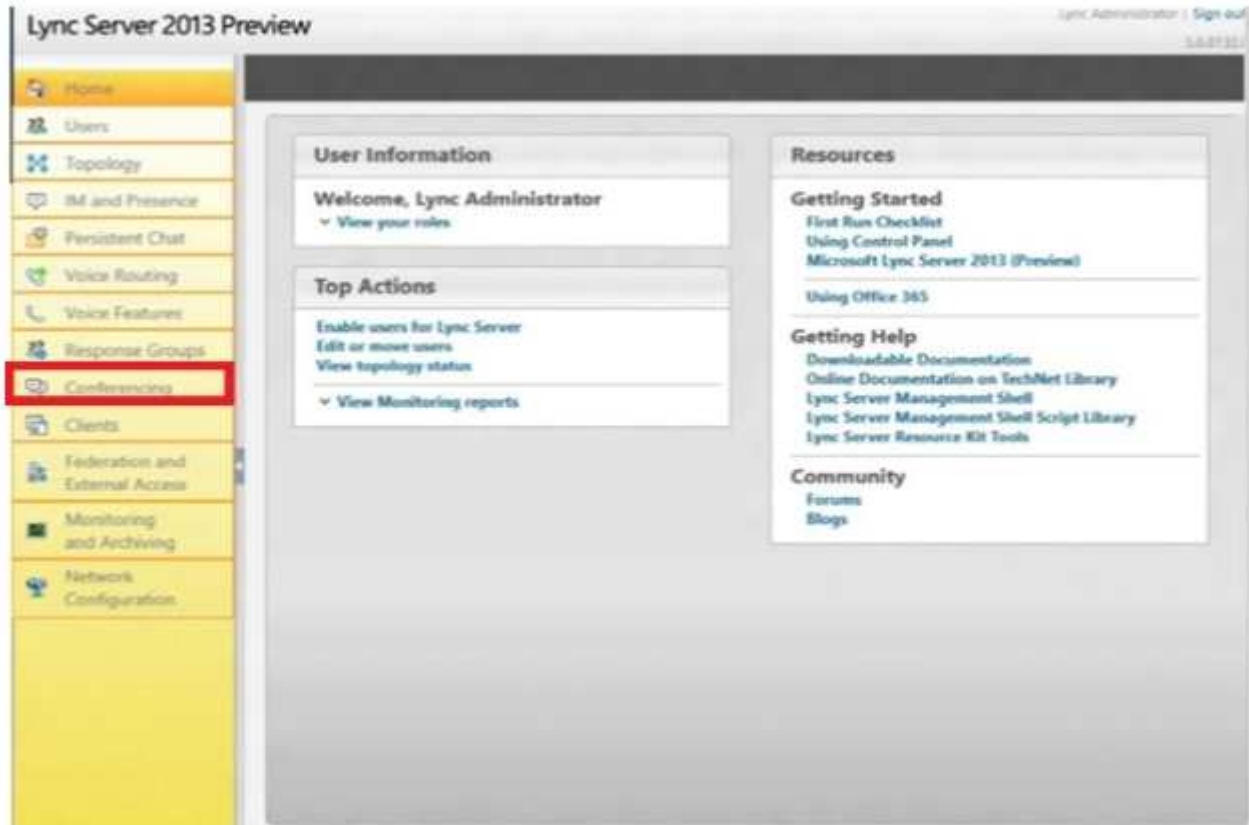 Lync Server 2013 Preview
Lync Administrator | Sign out
Home
Users
Topology
IM and Presence
Persistent Chat
Voice Routing
Voice Features
Response Groups
Conferencing
Clients
Federation and
External Access
Monitoring
and Archiving
Network
Configuration
User Information
Welcome, Lync Administrator
View your roles
Top Actions
Enable users for Lync Server
Edit or move users
View topology status
View Monitoring reports
Resources
Getting Started
First Run Checklist
Using Control Panel
Microsoft Lync Server 2013 (Preview)
Using Office 365
Getting Help
Downloadable Documentation
Online Documentation on TechNet Library
Lync Server Management Shell
Lync Server Management Shell Script Library
Lync Server Resource Kit Tools
Community
Forums
Blogs